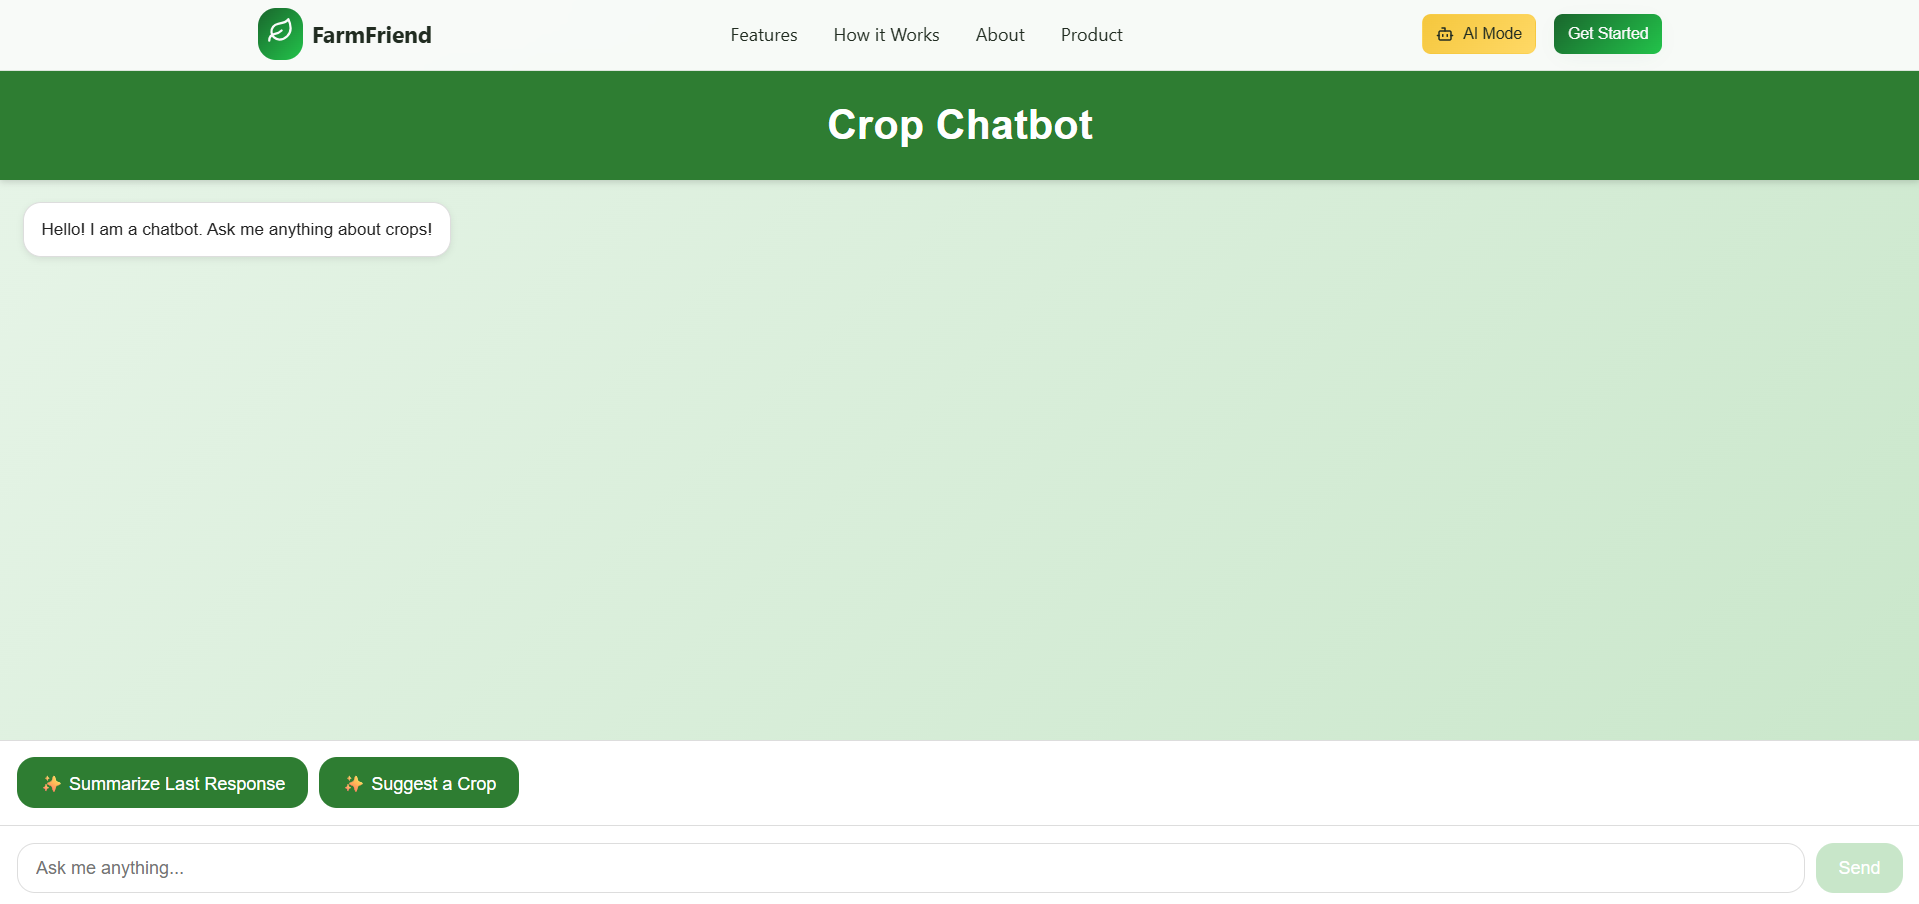 FarmFriend
Features
How it Works
About
Product
AI Mode
Get Started
Crop Chatbot
Hello! I am a chatbot. Ask me anything about crops!
✨ Summarize Last Response
✨ Suggest a Crop
Ask me anything...
Send